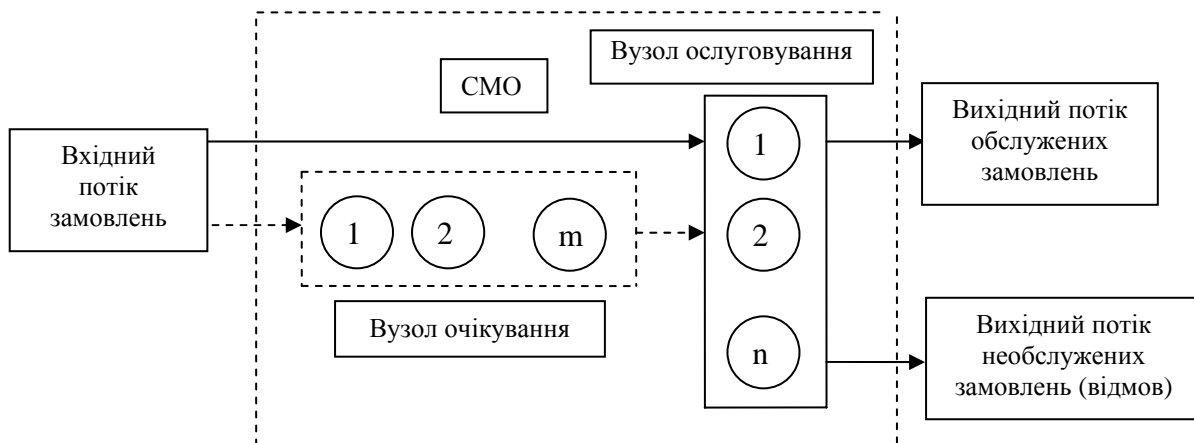 Вузол ослуговування
СМО
Вхідний
потік
замовлень
1
2
m
Вузол очікування
1
2
n
Вихідний потік
обслужених
замовлень
Вихідний потік
необслужених
замовлень (відмов)